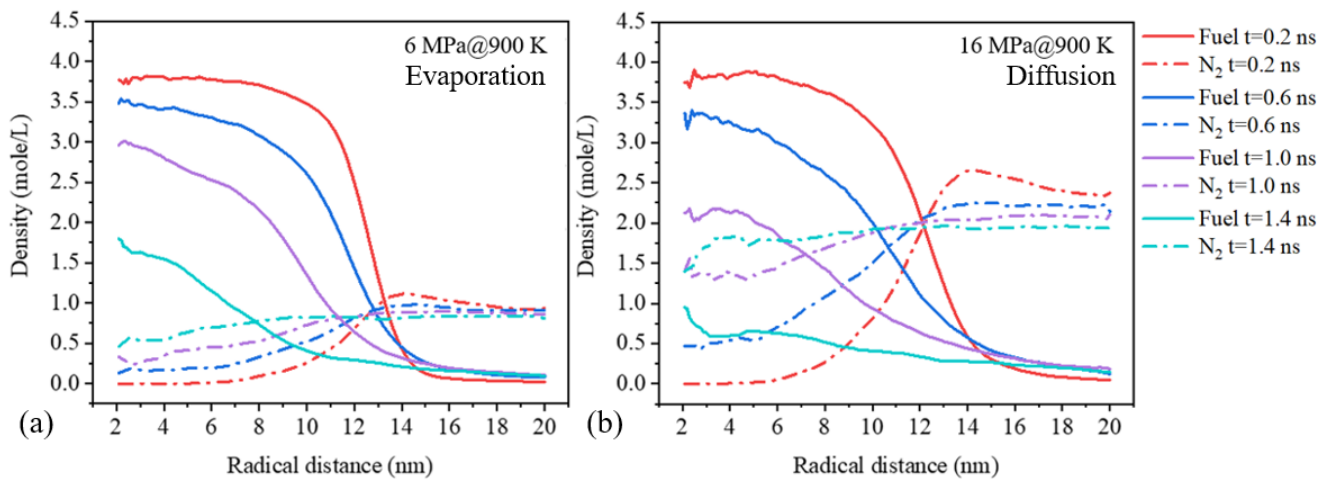 6 MPa@900 K
Evaporation
Density (mole/L)
4.5
4.0
3.5
3.0
2.5
2.0
1.5
1.0
0.5
0.0
2 4 6 8 10 12 14 16 18 20
Radical distance (nm)
(a)
16 MPa@900 K
Diffusion
Density (mole/L)
4.5
4.0
3.5
3.0
2.5
2.0
1.5
1.0
0.5
0.0
2 4 6 8 10 12 14 16 18 20
Radical distance (nm)
(b)
Fuel t=0.2 ns
N₂ t=0.2 ns
Fuel t=0.6 ns
N₂ t=0.6 ns
Fuel t=1.0 ns
N₂ t=1.0 ns
Fuel t=1.4 ns
N₂ t=1.4 ns